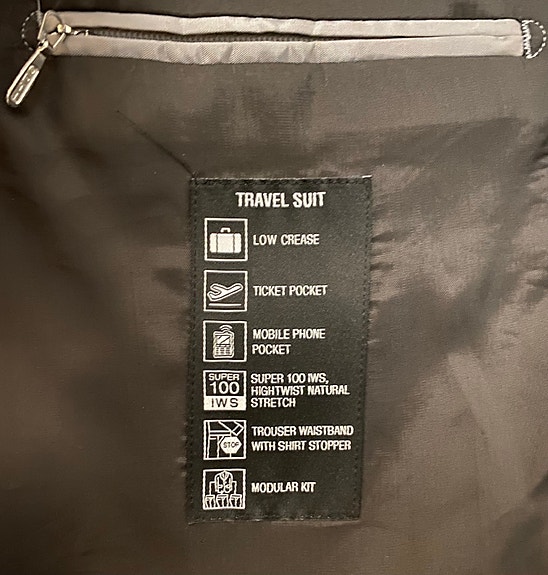 TRAVEL SUIT
LOW CREASE
TICKET POCKET
MOBILE PHONE
POCKET
SUPER
100
IWS
SUPER 100 IWS,
HIGHTWIST NATURAL
STRETCH
STOP
TROUSER WAISTBAND
WITH SHIRT STOPPER
MODULAR KIT